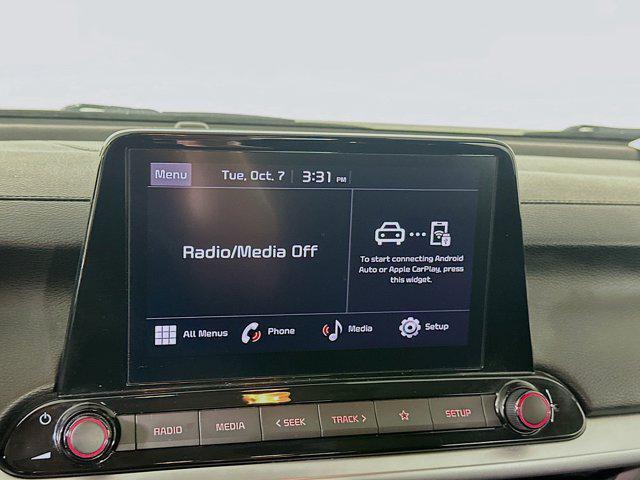 Menu
Tue, Oct. 7
3:31 PM
Radio/Media Off
To start connecting Android
Auto or Apple CarPlay, press
this widget.
All Menus
Phone
Media
Setup
RADIO
MEDIA
< SEEK
TRACK >
SETUP